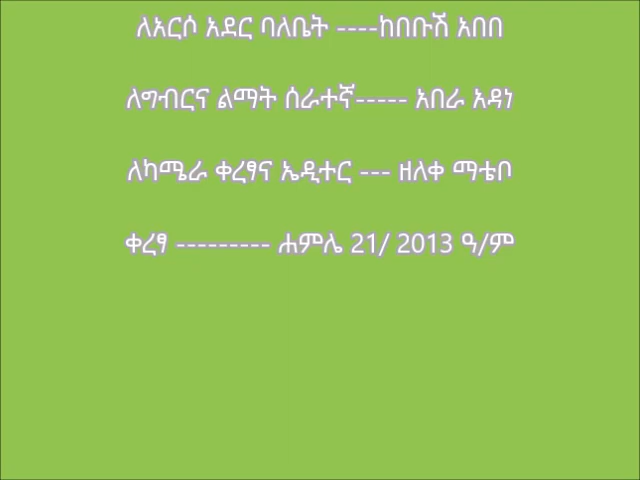 ለአርሶ አደር ባለቤት ----ከበቡሽ አበበ
ለግብርና ልማት ሰራተኛ----- አበራ አዳነ
ለካሜራ ቀረፃና ኤዲተር --- ዘለቀ ማቴቦ
ቀረፃ --------- ሐምሌ 21/ 2013 ዓ/ም